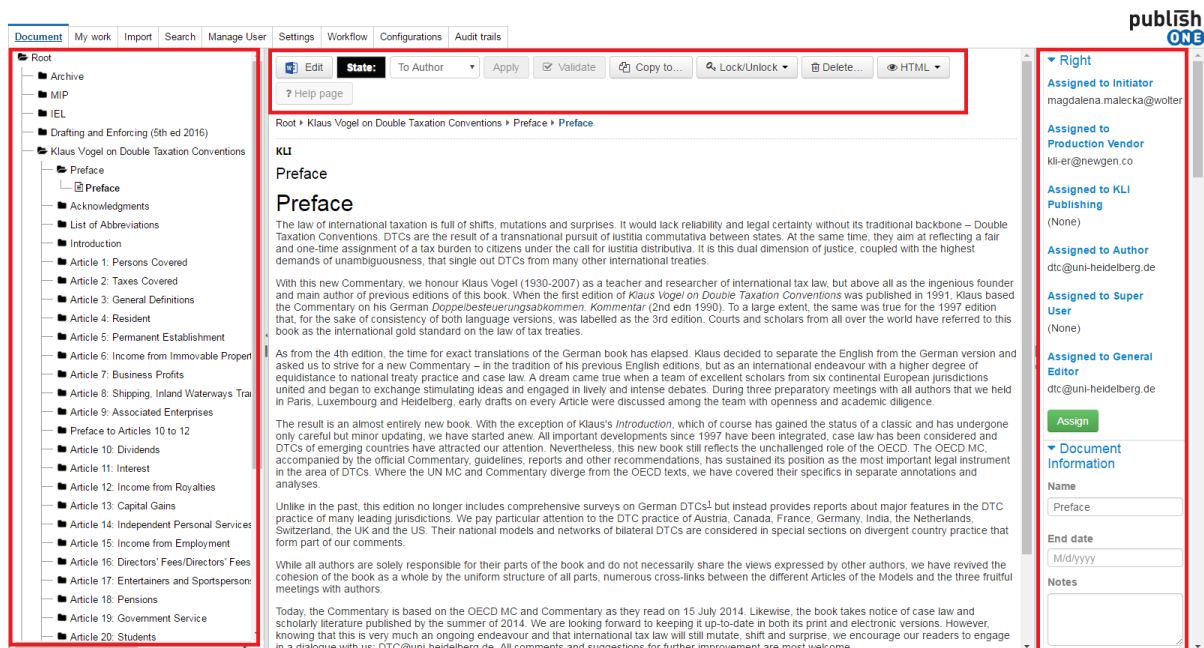 publish
ONE
Document My work Import Search Manage User Settings Workflow Configurations Audit trails
Root
Archive
MIP
IEL
Drafting and Enforcing (5th ed 2016)
Klaus Vogel on Double Taxation Conventions
Preface
Preface
Acknowledgments
List of Abbreviations
Introduction
Article 1: Persons Covered
Article 2: Taxes Covered
Article 3: General Definitions
Article 4: Resident
Article 5: Permanent Establishment
Article 6: Income from Immovable Propert
Article 7: Business Profits
Article 8: Shipping, Inland Waterways Tra
Article 9: Associated Enterprises
Preface to Articles 10 to 12
Article 10: Dividends
Article 11: Interest
Article 12: Income from Royalties
Article 13: Capital Gains
Article 14: Independent Personal Services
Article 15: Income from Employment
Article 16: Directors' Fees/Directors' Fees
Article 17: Entertainers and Sportspersons
Article 18: Pensions
Article 19: Government Service
Article 20: Students
Edit State: To Author Apply Validate Copy to... Lock/Unlock Delete... HTML
? Help page
Root Klaus Vogel on Double Taxation Conventions Preface Preface
KLI
Preface
Preface
The law of international taxation is full of shifts, mutations and surprises. It would lack reliability and legal certainty without its traditional backbone – Double
Taxation Conventions. DTCs are the result of a transnational pursuit of iustitia commutativa between states. At the same time, they aim at reflecting a fair
and one-time assignment of a tax burden to citizens under the call for iustitia distributiva. It is this dual dimension of justice, coupled with the highest
demands of unambiguousness, that single out DTCs from many other international treaties.
With this new Commentary, we honour Klaus Vogel (1930-2007) as a teacher and researcher of international tax law, but above all as the ingenious founder
and main author of previous editions of this book. When the first edition of Klaus Vogel on Double Taxation Conventions was published in 1991, Klaus based
the Commentary on his German Doppelbesteuerungsabkommen. Kommentar (2nd edn 1990). To a large extent, the same was true for the 1997 edition
that, for the sake of consistency of both language versions, was labelled as the 3rd edition. Courts and scholars from all over the world have referred to this
book as the international gold standard on the law of tax treaties.
As from the 4th edition, the time for exact translations of the German book has elapsed. Klaus decided to separate the English from the German version and
asked us to strive for a new Commentary – in the tradition of his previous English editions, but as an international endeavour with a higher degree of
equidistance to national treaty practice and case law. A dream came true when a team of excellent scholars from six continental European jurisdictions
united and began to exchange stimulating ideas and engaged in lively and intense debates. During three preparatory meetings with all authors that we held
in Paris, Luxembourg and Heidelberg, early drafts on every Article were discussed among the team with openness and academic diligence.
The result is an almost entirely new book. With the exception of Klaus's Introduction, which of course has gained the status of a classic and has undergone
only careful but minor updating, we have started anew. All important developments since 1997 have been integrated, case law has been considered and
DTCs of emerging countries have attracted our attention. Nevertheless, this new book still reflects the unchallenged role of the OECD. The OECD MC,
accompanied by the official Commentary, guidelines, reports and other recommendations, has sustained its position as the most important legal instrument
in the area of DTCs. Where the UN MC and Commentary diverge from the OECD texts, we have covered their specifics in separate annotations and
analyses.
Unlike in the past, this edition no longer includes comprehensive surveys on German DTCs1 but instead provides reports about major features in the DTC
practice of many leading jurisdictions. We pay particular attention to the DTC practice of Austria, Canada, France, Germany, India, the Netherlands,
Switzerland, the UK and the US. Their national models and networks of bilateral DTCs are considered in special sections on divergent country practice that
form part of our comments.
While all authors are solely responsible for their parts of the book and do not necessarily share the views expressed by other authors, we have revived the
cohesion of the book as a whole by the uniform structure of all parts, numerous cross-links between the different Articles of the Models and the three fruitful
meetings with authors.
Today, the Commentary is based on the OECD MC and Commentary as they read on 15 July 2014. Likewise, the book takes notice of case law and
scholarly literature published by the summer of 2014. We are looking forward to keeping it up-to-date in both its print and electronic versions. However,
knowing that this is very much an ongoing endeavour and that international tax law will still mutate, shift and surprise, we encourage our readers to engage
in a dialogue with us: DTC@uni-heidelberg.de. All comments and suggestions for further improvement are most welcome.
Right
Assigned to Initiator
magdalena.malecka@wolter
Assigned to
Production Vendor
kli-er@newgen.co
Assigned to KLI
Publishing
(None)
Assigned to Author
dtc@uni-heidelberg.de
Assigned to Super
User
(None)
Assigned to General
Editor
dtc@uni-heidelberg.de
Assign
Document
Information
Name
Preface
End date
M/d/yyyy
Notes